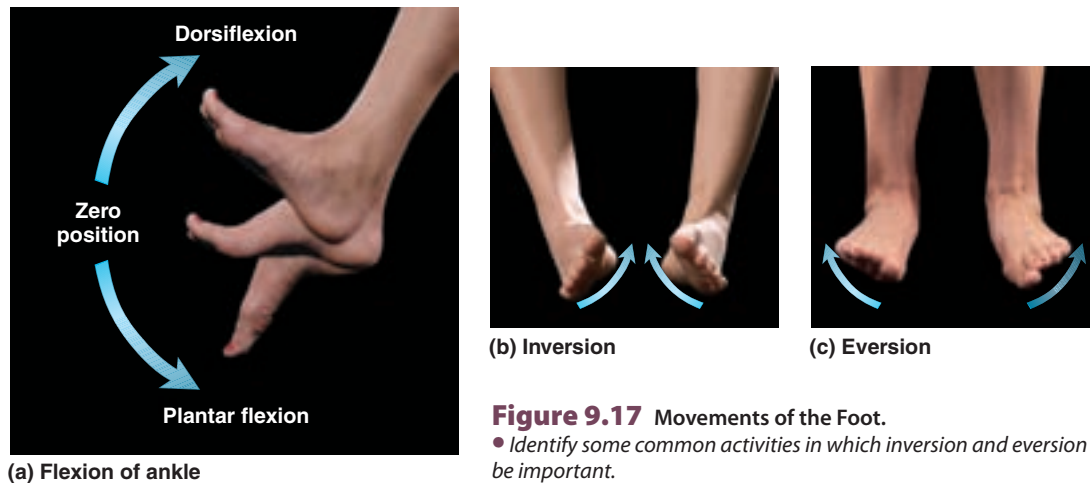 Dorsiflexion
Zero
position
Plantar flexion
(a) Flexion of ankle
(b) Inversion
(c) Eversion
Figure 9.17 Movements of the Foot.
● Identify some common activities in which inversion and eversion
be important.